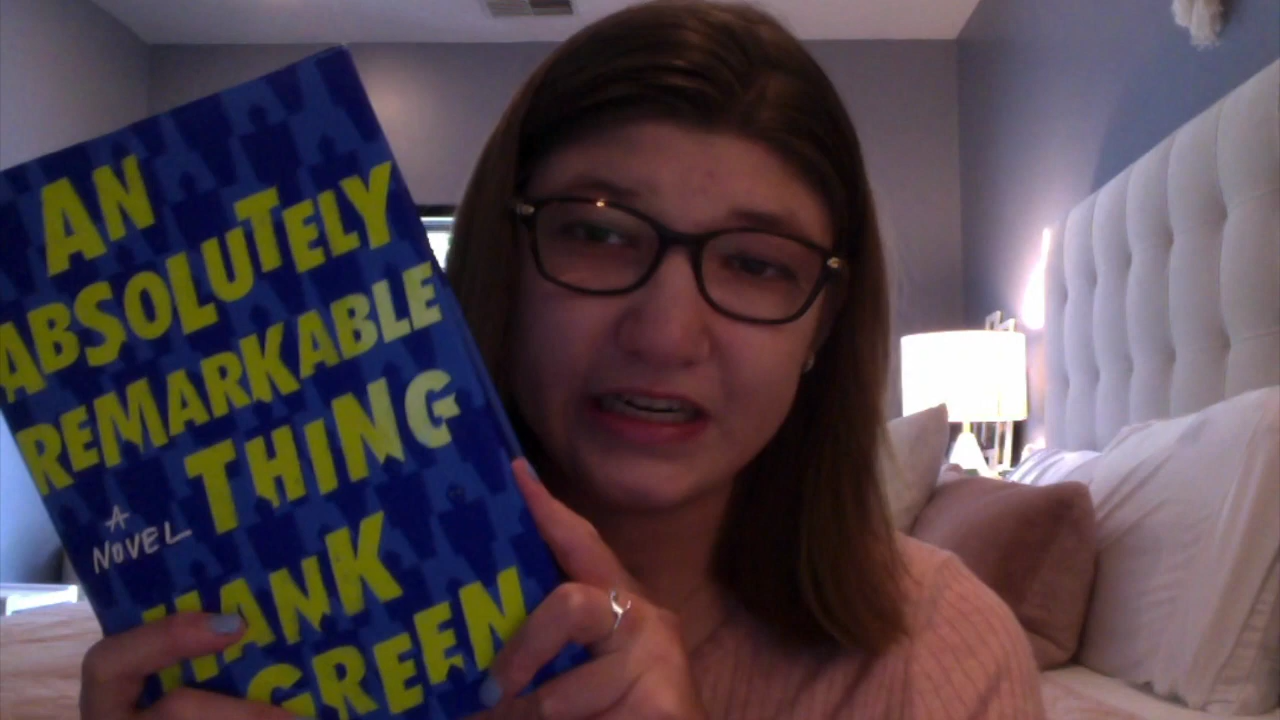 AN
ABSOLUTELY
REMARKABLE
THING
A
NOVEL
HANK
GREEN